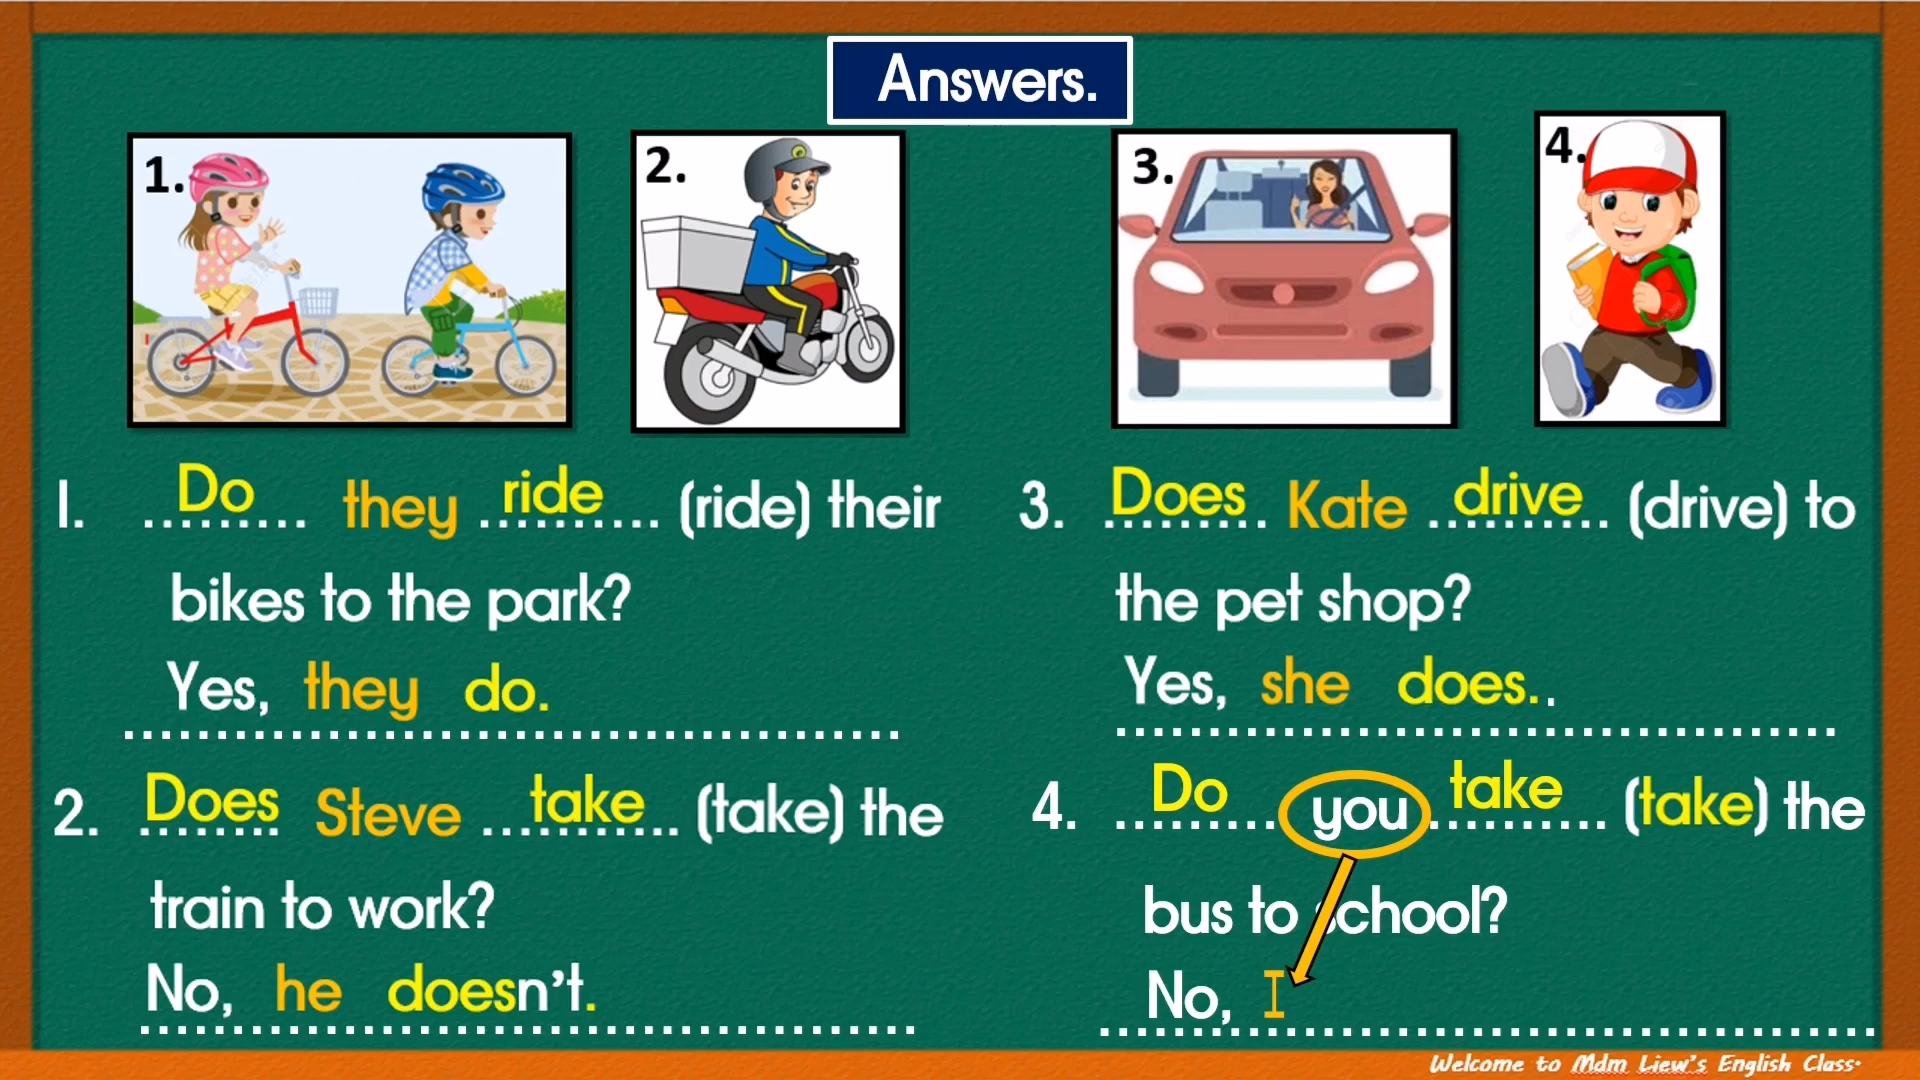 Answers.
1.
2.
3.
4.
1. Do they ride (ride) their
bikes to the park?
Yes, they do.
2. Does Steve take (take) the
train to work?
No, he doesn't.
3. Does Kate drive (drive) to
the pet shop?
Yes, she does..
4. Do you take (take) the
bus to school?
No, I
Welcome to Mdm Liew's English Class.